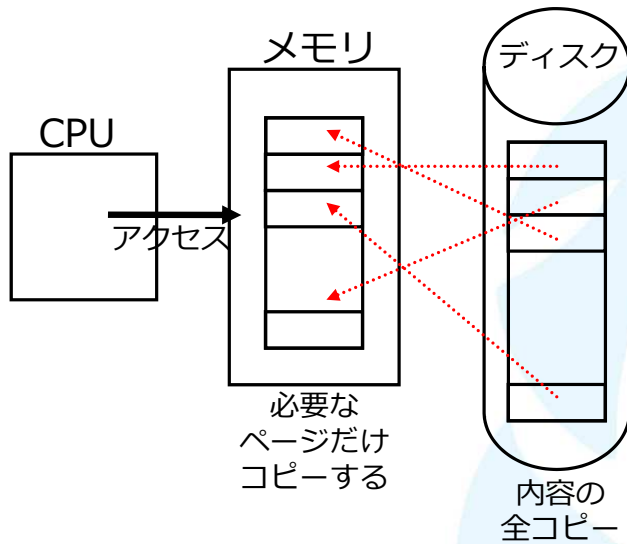 メモリ
ディスク
CPU
アクセス
必要な
ページだけ
コピーする
内容の
全コピー